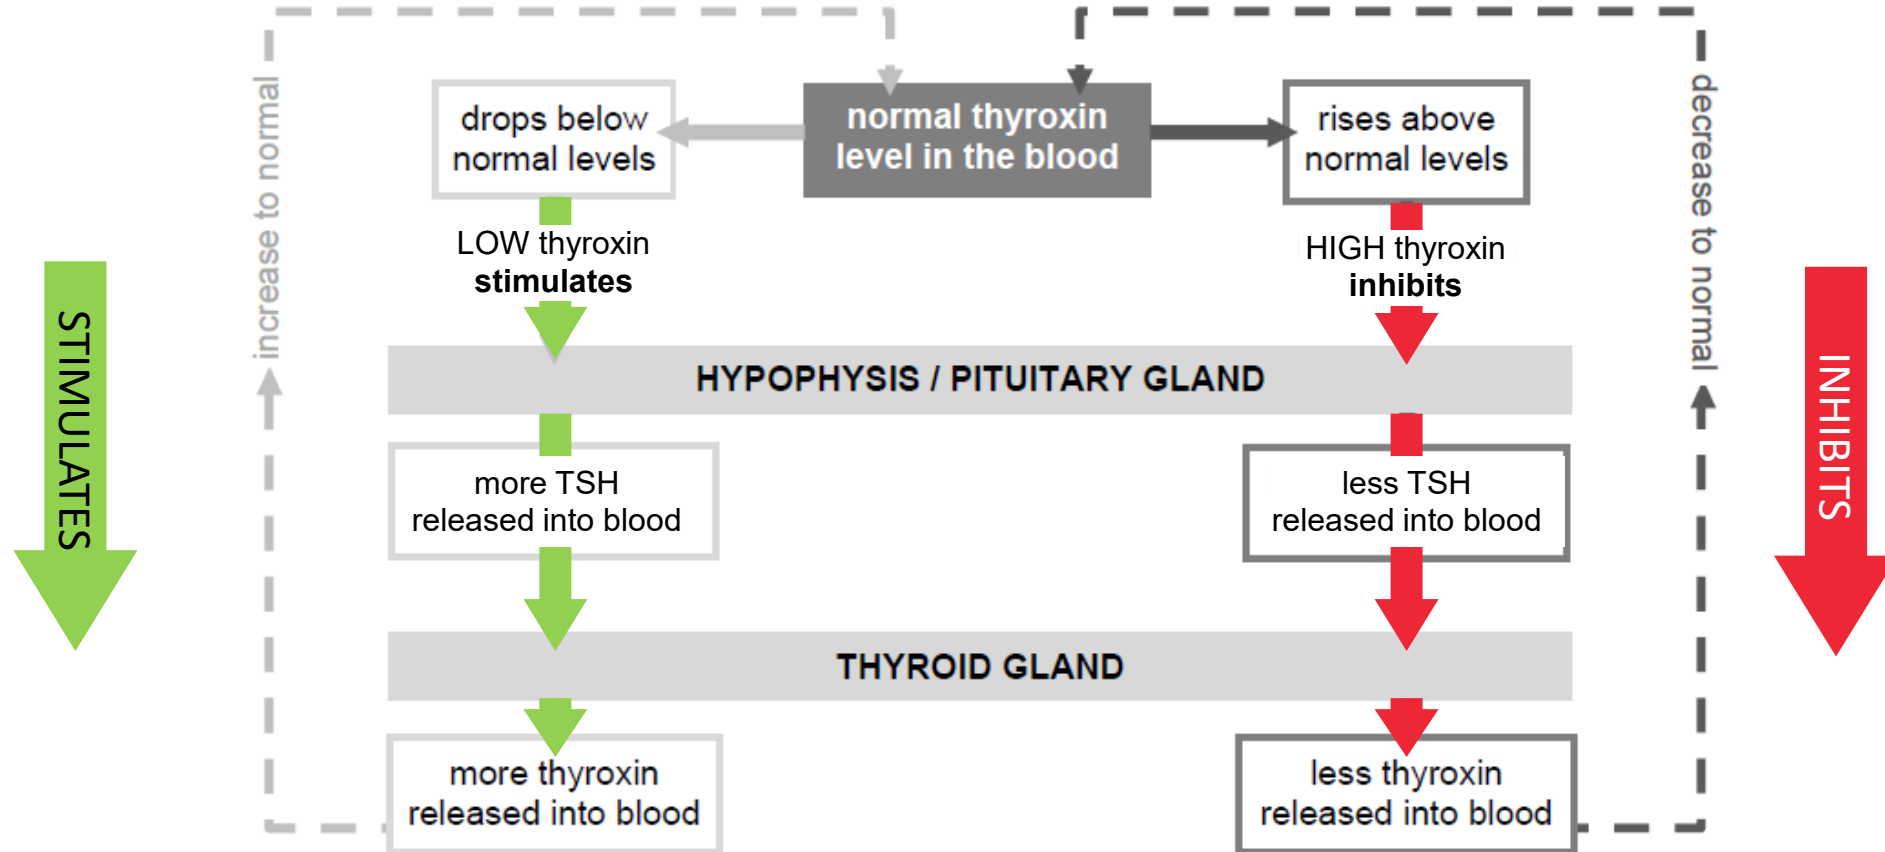 normal thyroxin
level in the blood
drops below
normal levels
rises above
normal levels
LOW thyroxin
stimulates
HIGH thyroxin
inhibits
increase to normal
decrease to normal
STIMULATES
INHIBITS
HYPOPHYSIS / PITUITARY GLAND
more TSH
released into blood
less TSH
released into blood
THYROID GLAND
more thyroxin
released into blood
less thyroxin
released into blood